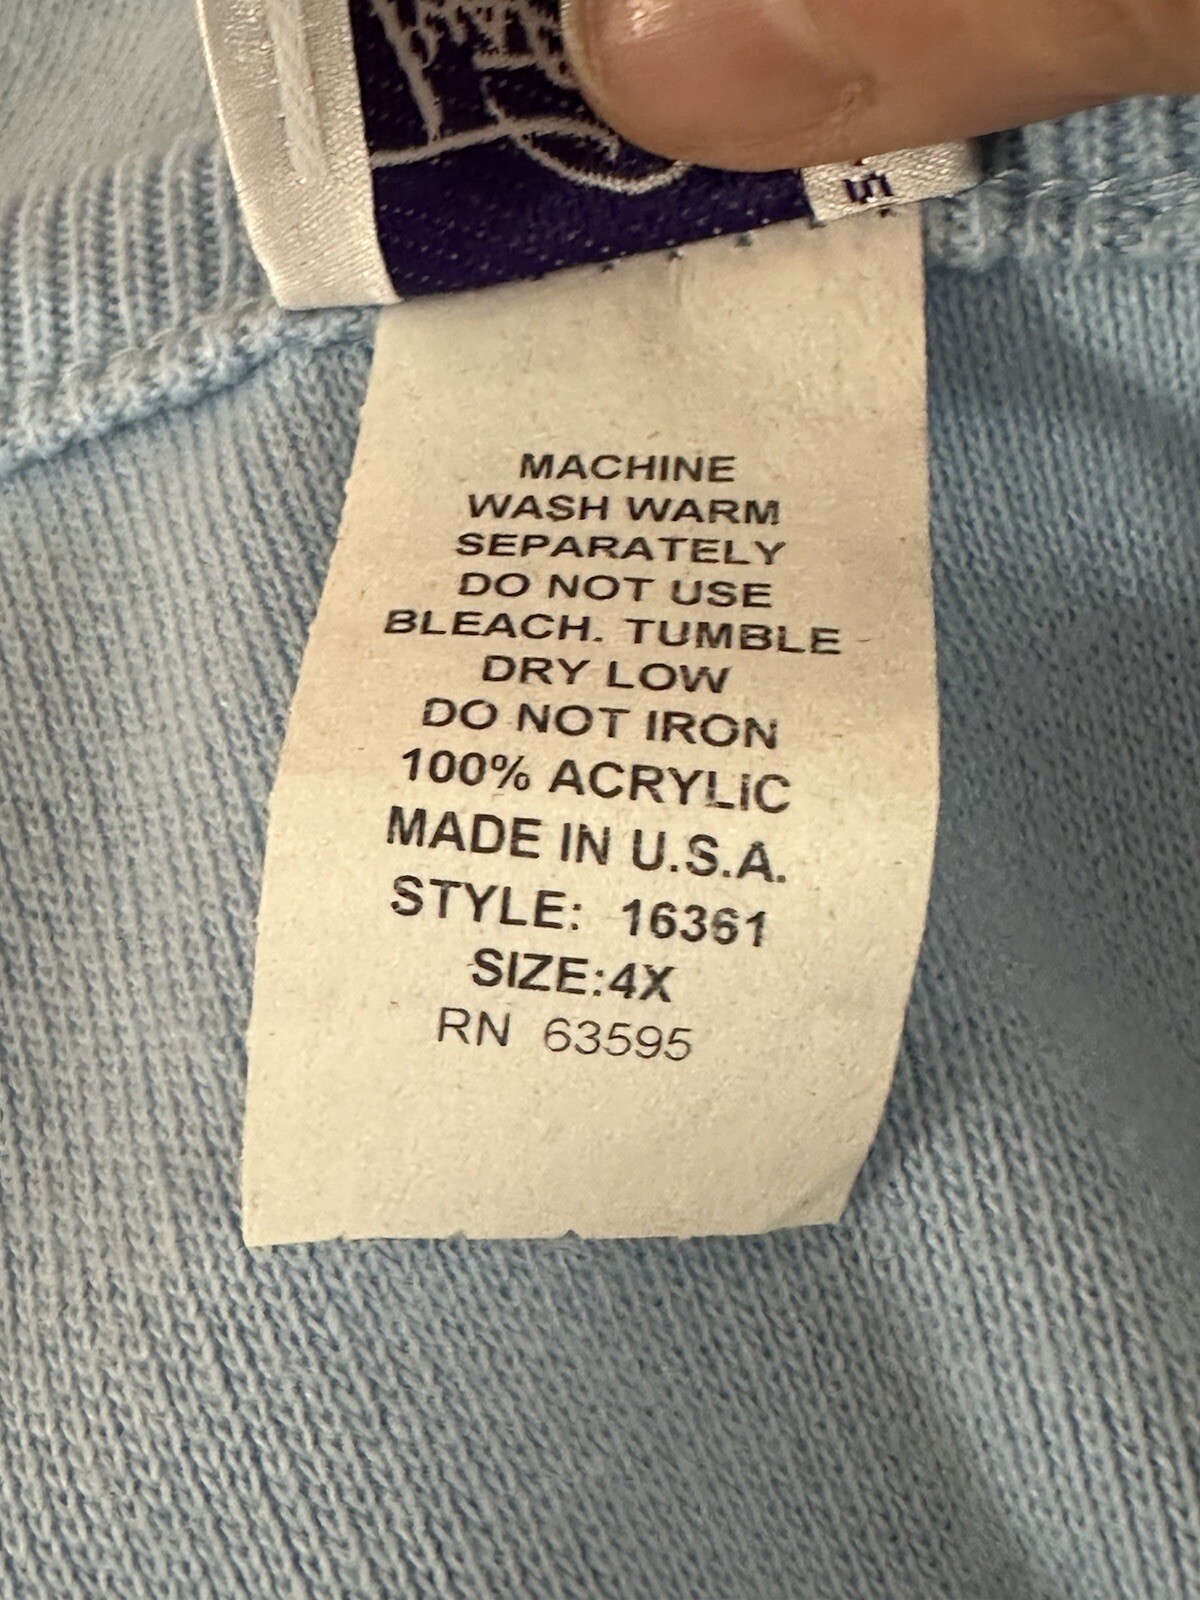 MACHINE
WASH WARM
SEPARATELY
DO NOT USE
BLEACH. TUMBLE
DRY LOW
DO NOT IRON
100% ACRYLIC
MADE IN U.S.A.
STYLE: 16361
SIZE:4X
RN 63595